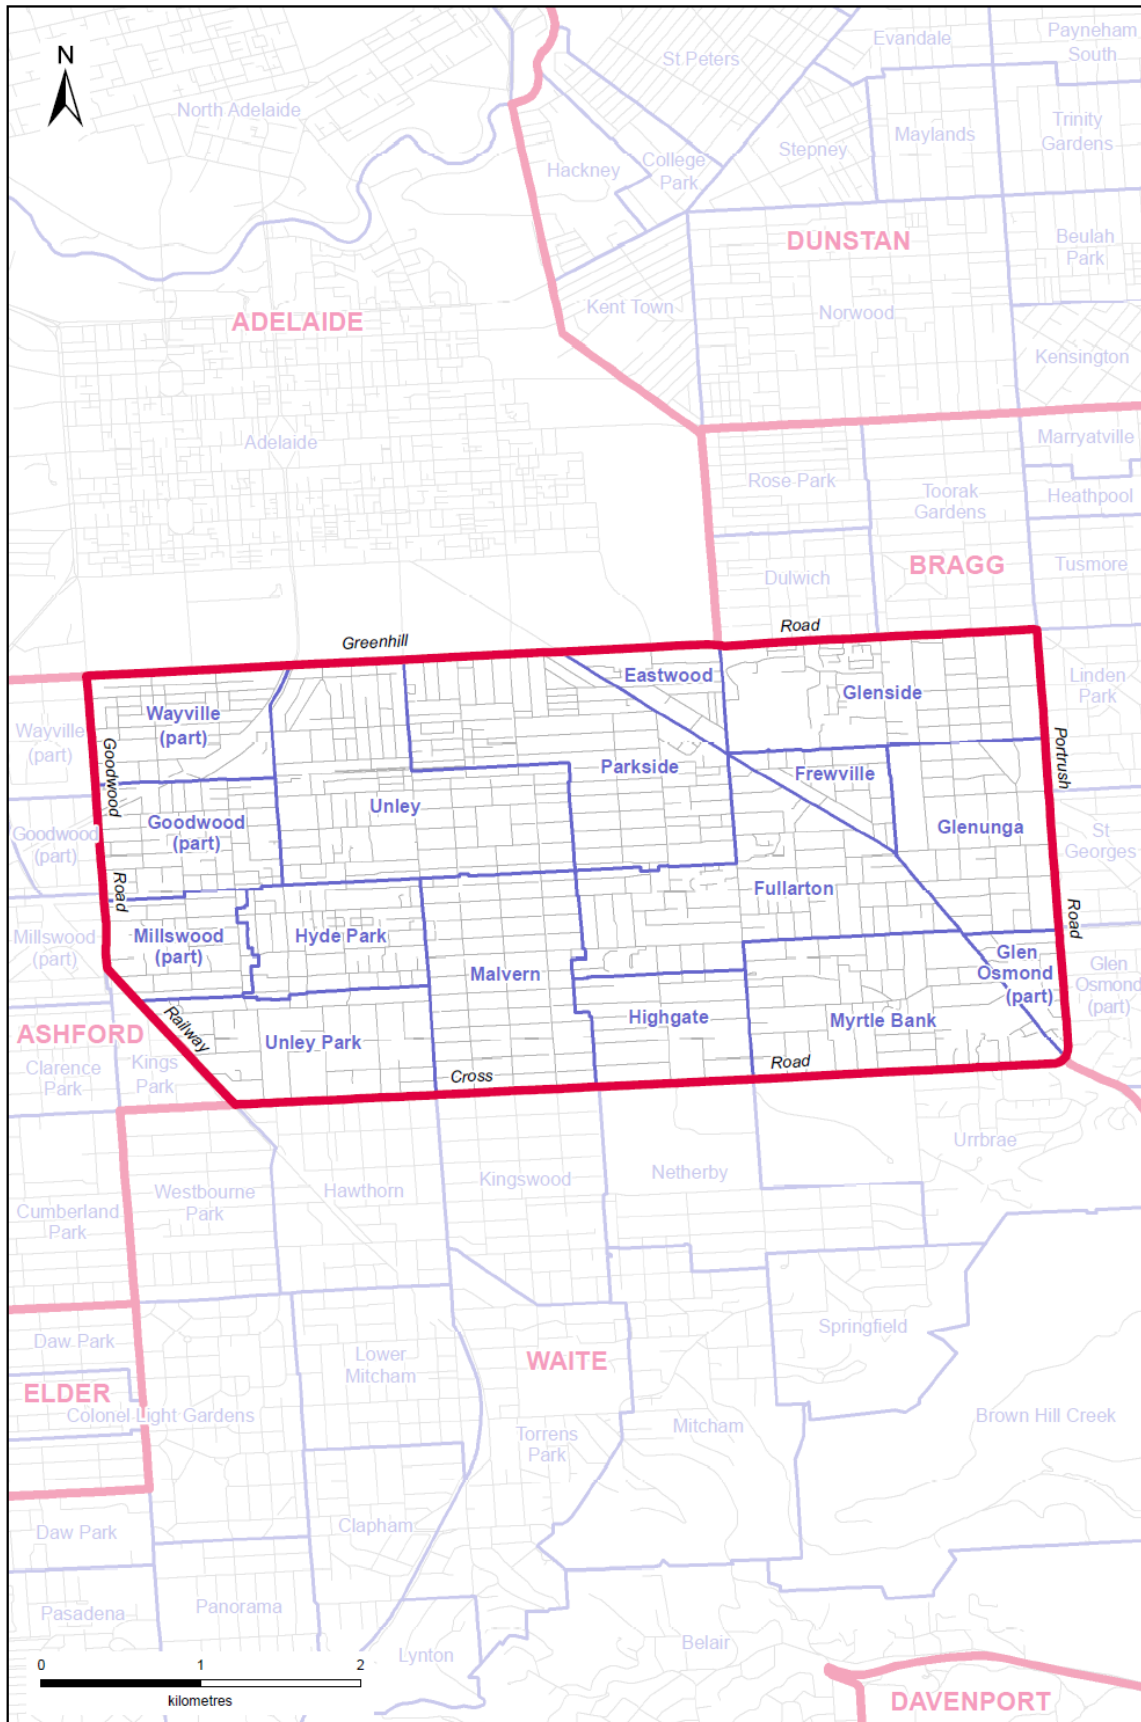 N
Evandale
Payneham
South
St Peters
North Adelaide
Trinity
Gardens
Maylands
Stepney
College
Park
Hackney
DUNSTAN
Beulah
Park
Kent Town
Norwood
ADELAIDE
Kensington
Adelaide
Marryatville
Rose Park
Toorak
Gardens
Heathpool
BRAGG
Tusmore
Dulwich
Road
Greenhill
Eastwood
Glenside
Linden
Park
Wayville
(part)
Wayville
(part)
Goodwood
Portrush
Parkside
Frewville
Unley
Goodwood
(part)
Goodwood
(part)
Glenunga
St
Georges
Road
Fullarton
Road
Millswood
(part)
Millswood
(part)
Hyde Park
Malvern
Glen
Osmond
(part)
Glen
Osmond
(part)
Highgate
Myrtle Bank
Railway
ASHFORD
Unley Park
Clarence
Park
Kings
Park
Cross
Road
Urrbrae
Netherby
Kingswood
Hawthorn
Westbourne
Park
Cumberland
Park
Springfield
Daw Park
Lower
Mitcham
WAITE
ELDER
Colonel Light Gardens
Brown Hill Creek
Mitcham
Torrens
Park
Clapham
Daw Park
Panorama
Pasadena
Belair
Lynton
0
1
2
kilometres
DAVENPORT